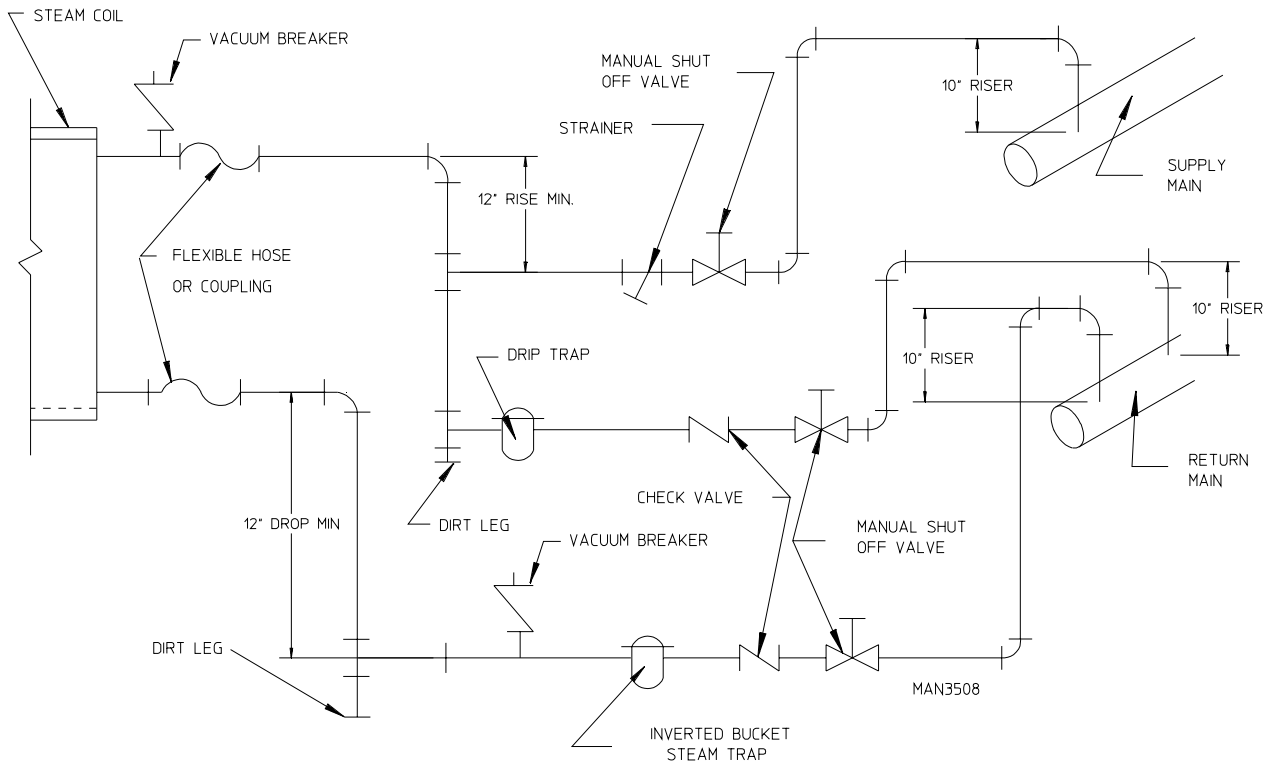 STEAM COIL
VACUUM BREAKER
MANUAL SHUT
OFF VALVE
10" RISER
STRAINER
SUPPLY
MAIN
12" RISE MIN.
FLEXIBLE HOSE
OR COUPLING
10" RISER
DRIP TRAP
10" RISER
RETURN
MAIN
CHECK VALVE
12" DROP MIN
DIRT LEG
VACUUM BREAKER
MANUAL SHUT
OFF VALVE
DIRT LEG
MAN3508
INVERTED BUCKET
STEAM TRAP